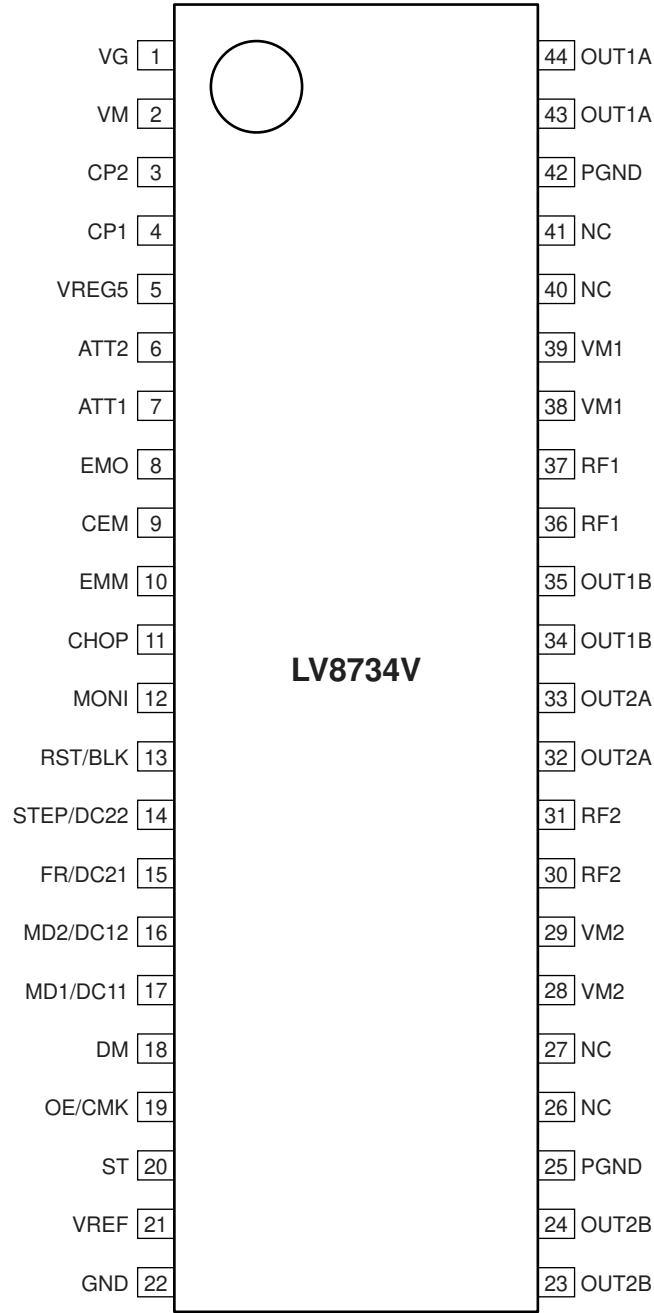 VG 1 44 OUT1A
VM 2 43 OUT1A
CP2 3 42 PGND
CP1 4 41 NC
VREG5 5 40 NC
ATT2 6 39 VM1
ATT1 7 38 VM1
EMO 8 37 RF1
CEM 9 36 RF1
EMM 10 35 OUT1B
CHOP 11 34 OUT1B
LV8734V
MONI 12 33 OUT2A
RST/BLK 13 32 OUT2A
STEP/DC22 14 31 RF2
FR/DC21 15 30 RF2
MD2/DC12 16 29 VM2
MD1/DC11 17 28 VM2
DM 18 27 NC
OE/CMK 19 26 NC
ST 20 25 PGND
VREF 21 24 OUT2B
GND 22 23 OUT2B